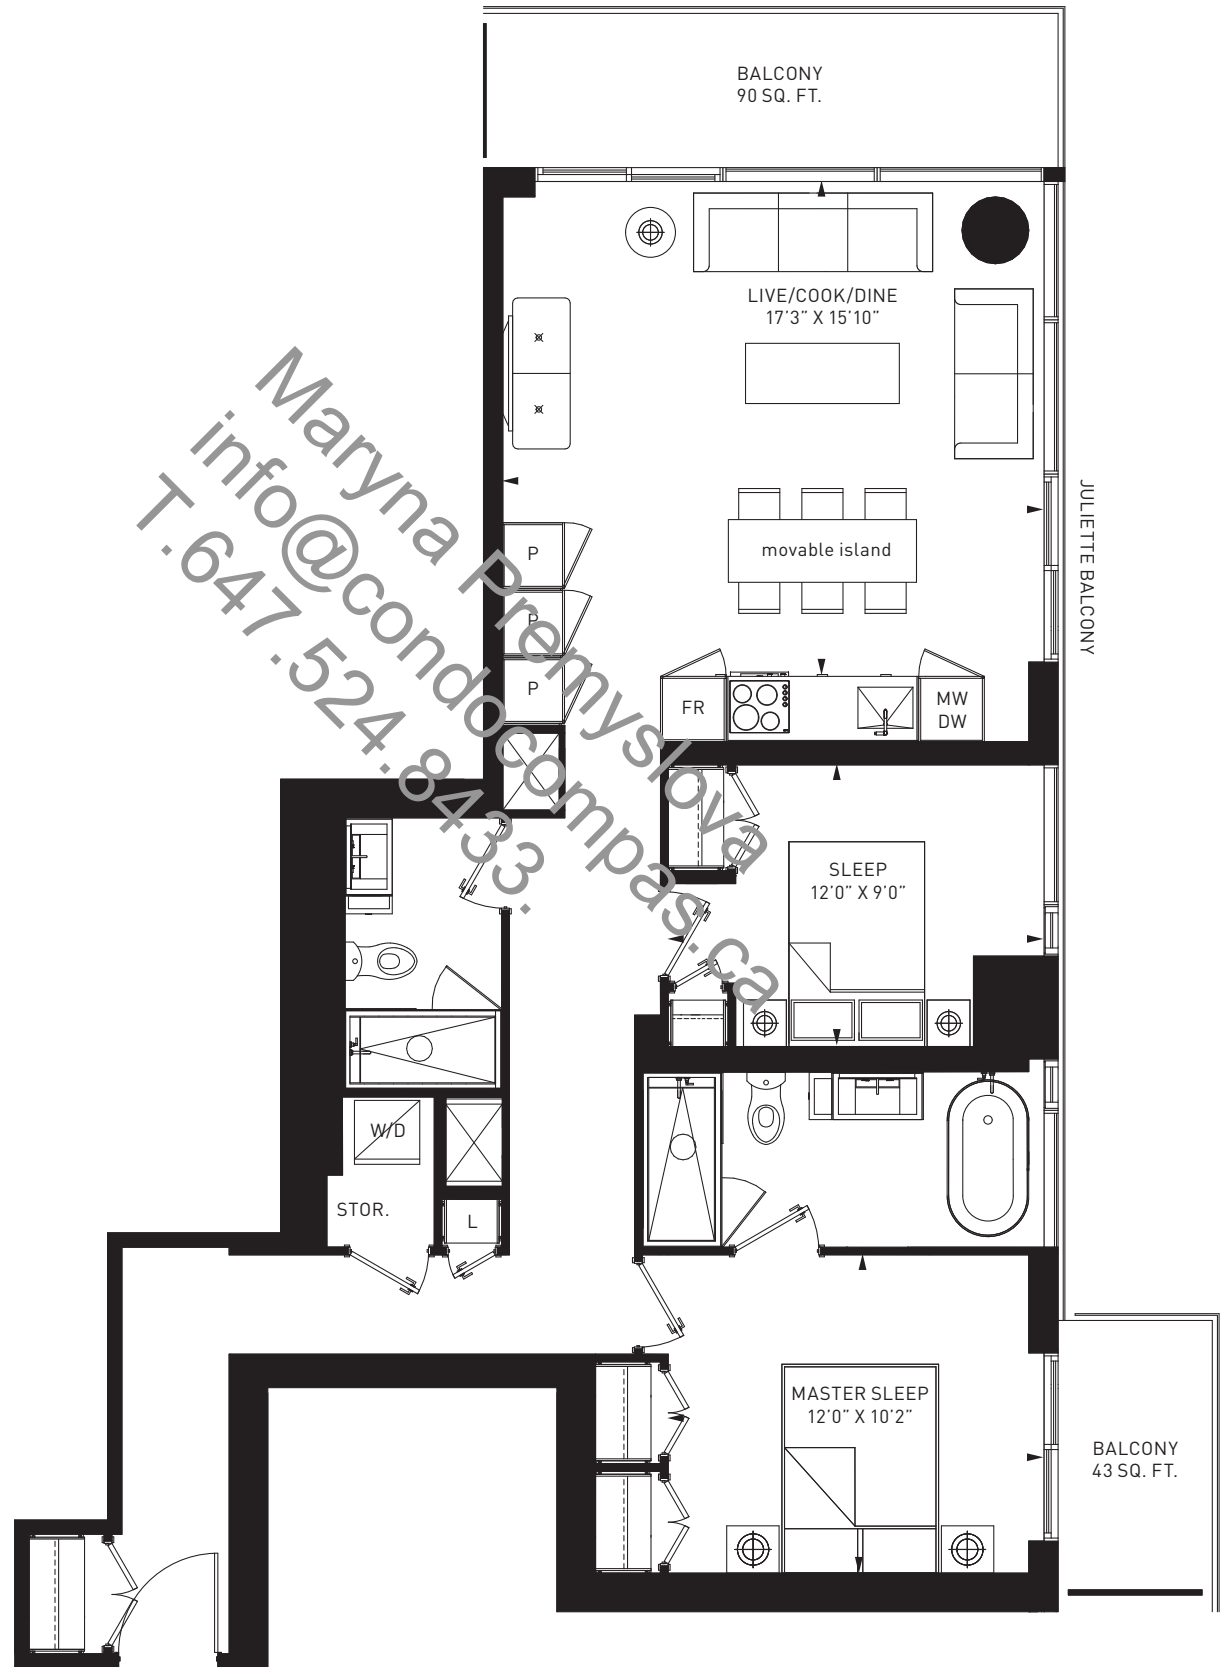 BALCONY
90 SQ. FT.
LIVE/COOK/DINE
17'3" X 15'10"
JULIETTE BALCONY
movable island
P
P
P
FR
MW
DW
SLEEP
12'0" X 9'0"
W/D
STOR.
L
MASTER SLEEP
12'0" X 10'2"
BALCONY
43 SQ. FT.
Maryna Premyslova
info@condocompas.ca
T.647.524.8433.